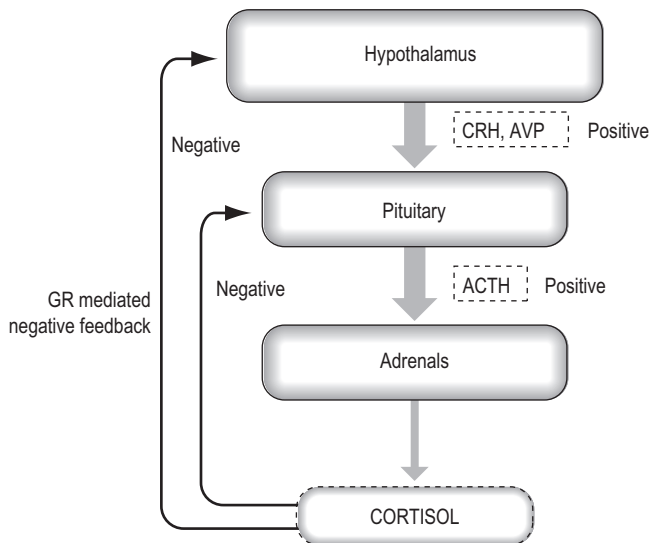 Hypothalamus
CRH, AVP Positive
Negative
Pituitary
ACTH Positive
Negative
GR mediated
negative feedback
Adrenals
CORTISOL